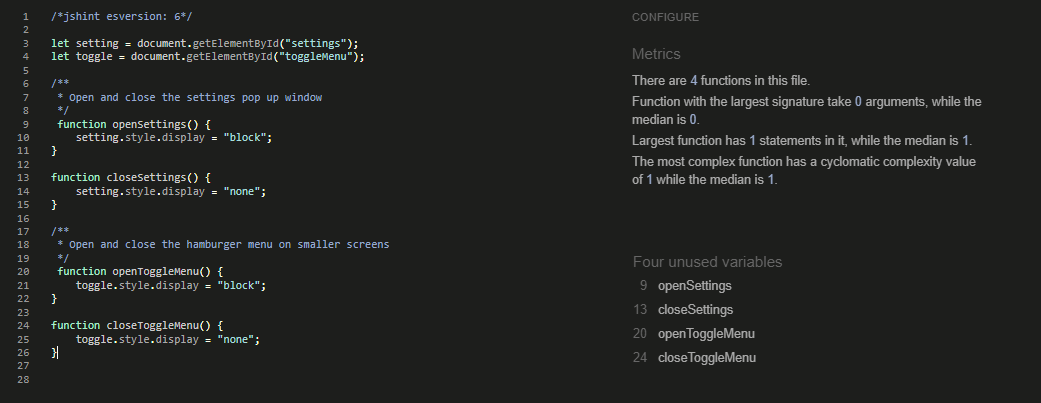 1 /*jshint esversion: 6*/
2
3 let setting = document.getElementById("settings");
4 let toggle = document.getElementById("toggleMenu");
5
6 /**
7  * Open and close the settings pop up window
8  */
9  function openSettings() {
10     setting.style.display = "block";
11 }
12
13 function closeSettings() {
14     setting.style.display = "none";
15 }
16
17 /**
18  * Open and close the hamburger menu on smaller screens
19  */
20  function openToggleMenu() {
21     toggle.style.display = "block";
22 }
23
24 function closeToggleMenu() {
25     toggle.style.display = "none";
26 }
27
28
CONFIGURE
Metrics
There are 4 functions in this file.
Function with the largest signature take 0 arguments, while the
median is 0.
Largest function has 1 statements in it, while the median is 1.
The most complex function has a cyclomatic complexity value
of 1 while the median is 1.
Four unused variables
9 openSettings
13 closeSettings
20 openToggleMenu
24 closeToggleMenu